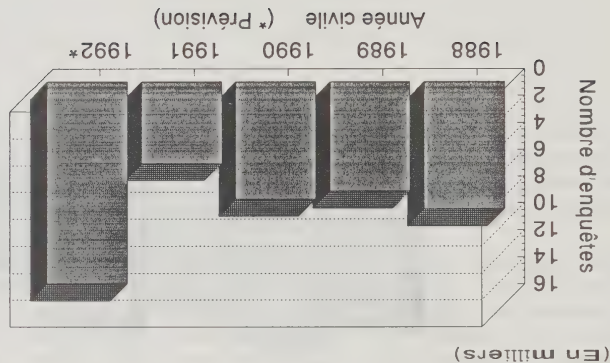 (En milliers)
Nombre d'enquêtes
16
14
12
10
8
6
4
2
0
1988 1989 1990 1991 1992*
Année civile (* Prévision)